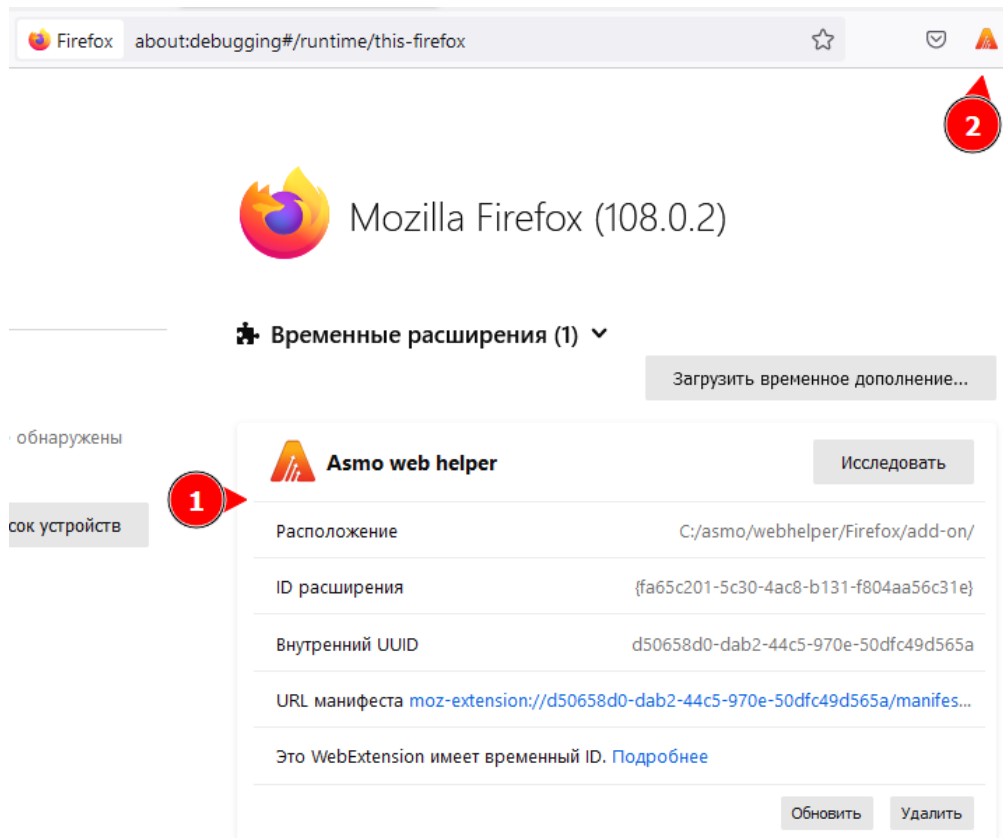 Firefox about:debugging#/runtime/this-firefox
2
Mozilla Firefox (108.0.2)
Временные расширения (1)
Загрузить временное дополнение...
обнаружены
Asmo web helper
Исследовать
1
сок устройств
Расположение C:/asmo/webhelper/Firefox/add-on/
ID расширения {fa65c201-5c30-4ac8-b131-f804aa56c31e}
Внутренний UUID d50658d0-dab2-44c5-970e-50dfc49d565a
URL манифеста moz-extension://d50658d0-dab2-44c5-970e-50dfc49d565a/manifes...
Это WebExtension имеет временный ID. Подробнее
Обновить Удалить